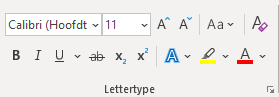 Calibri (Hoofdt 11 A A Aa A
B I U ab x₂ x² A A
Lettertype